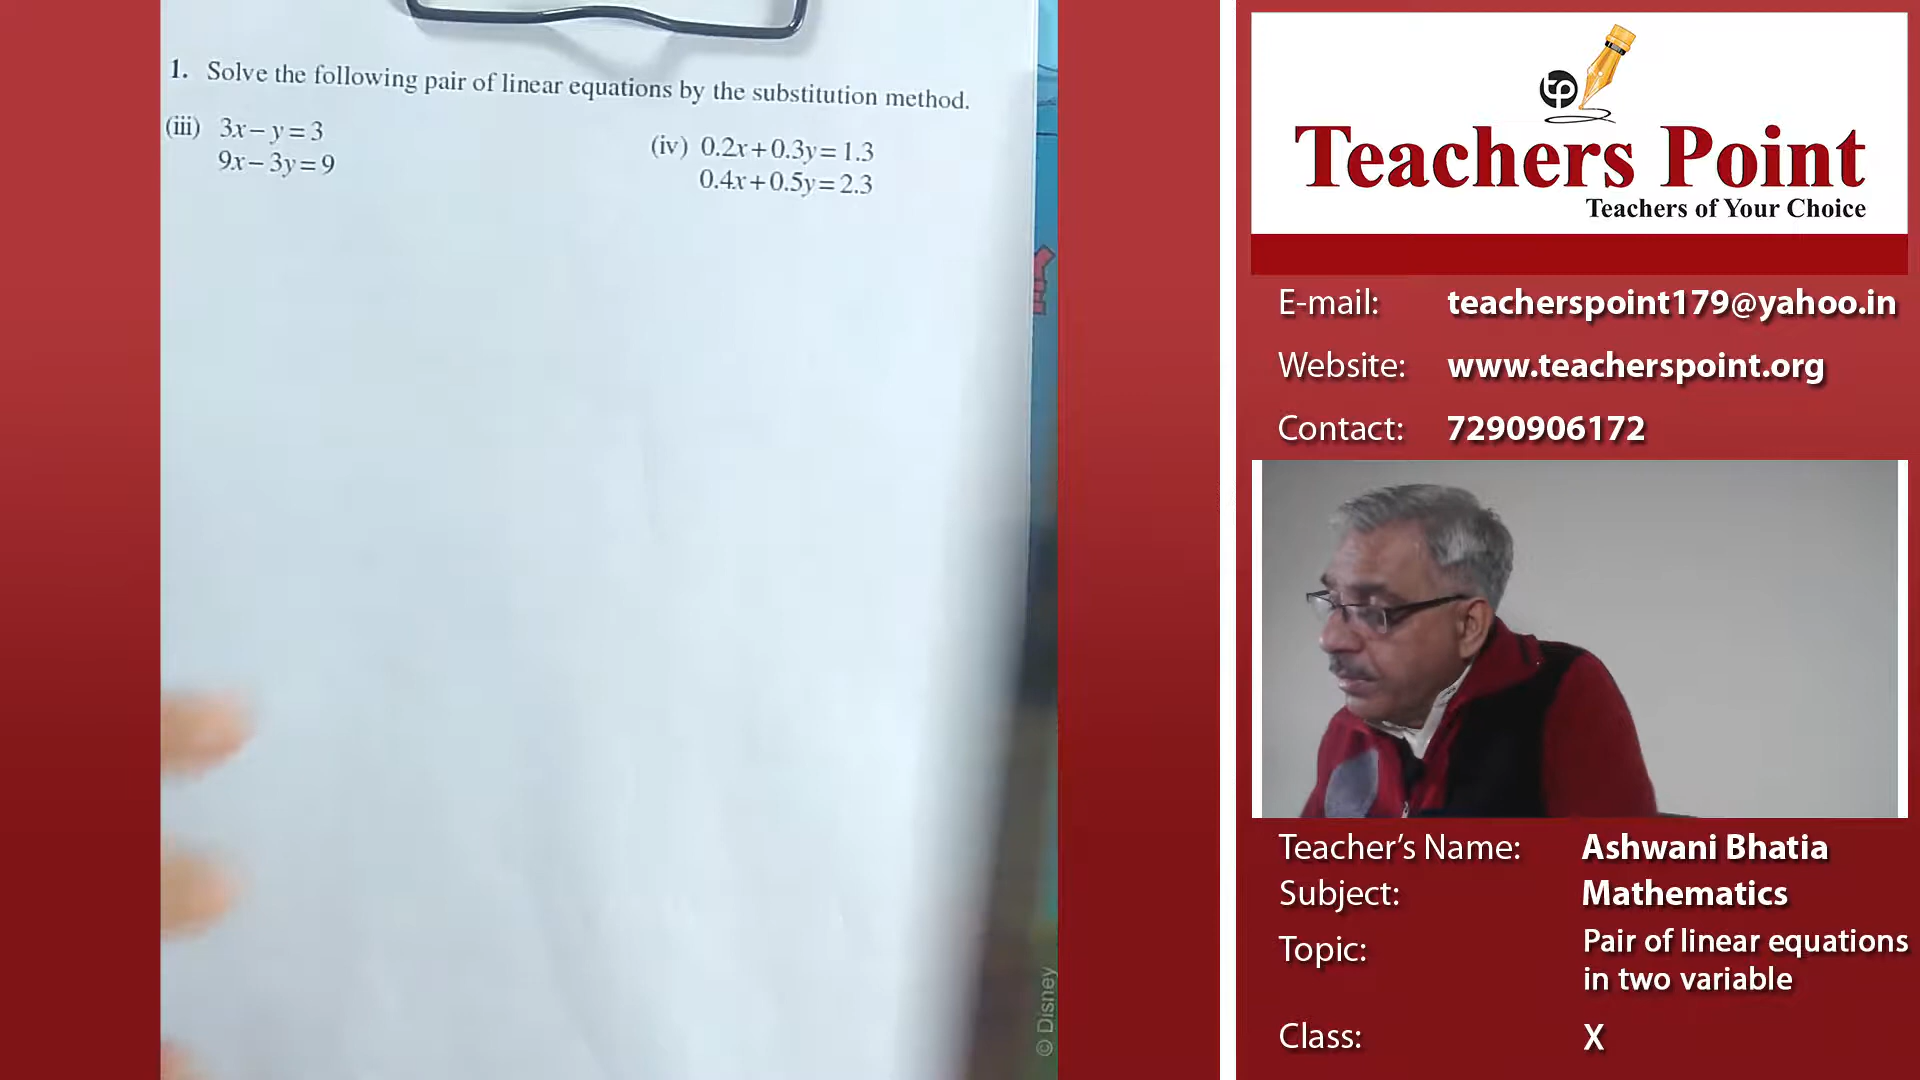 1. Solve the following pair of linear equations by the substitution method.
(iii) 3x – y = 3
9x – 3y = 9
(iv) 0.2x + 0.3y = 1.3
0.4x + 0.5y = 2.3
© Disney
tp
Teachers Point
Teachers of Your Choice
E-mail: teacherspoint179@yahoo.in
Website: www.teacherspoint.org
Contact: 7290906172
Teacher’s Name: Ashwani Bhatia
Subject: Mathematics
Topic: Pair of linear equations
in two variable
Class: X